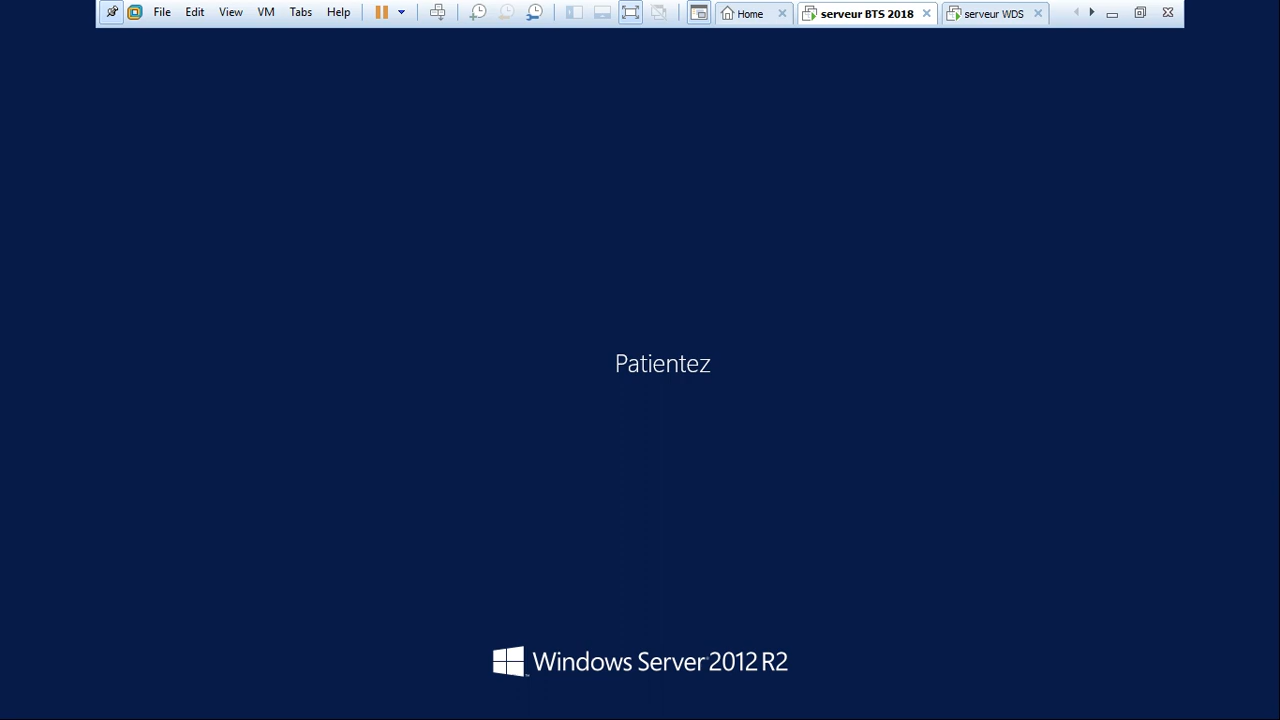 File Edit View VM Tabs Help Home serveur BTS 2018 serveur WDS
Patientez
Windows Server 2012 R2